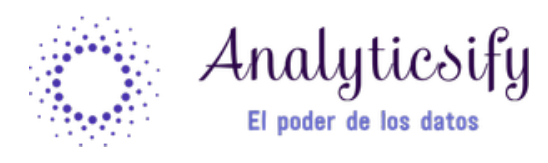 Analyticsify
El poder de los datos